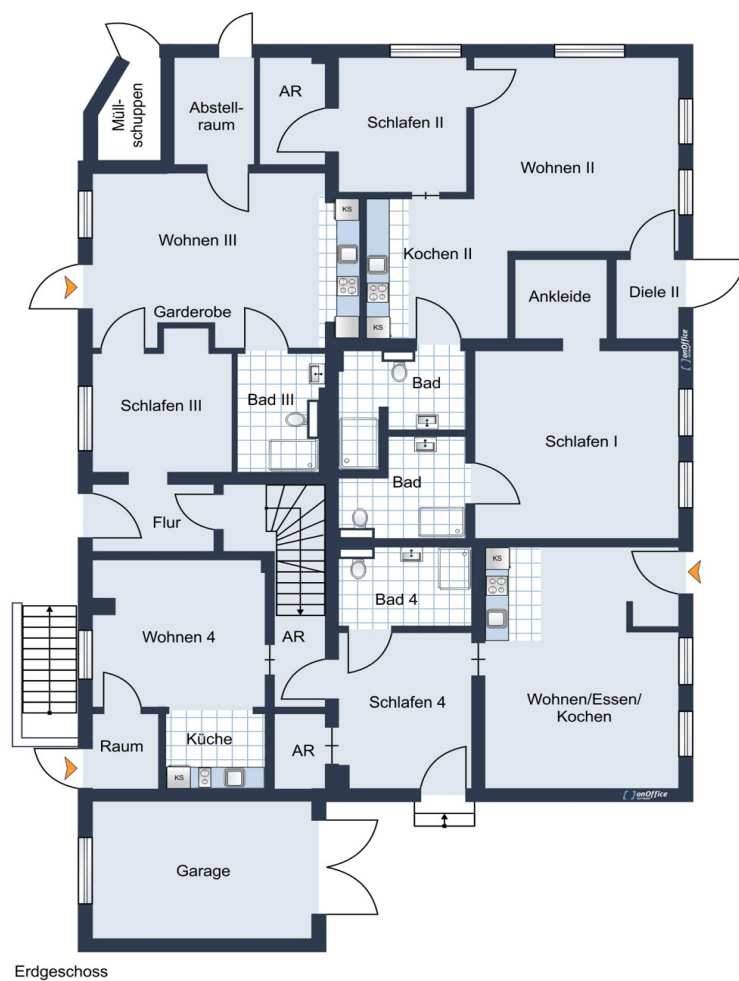 Müll-
schuppen
Abstell-
raum
AR
Schlafen II
Wohnen II
Wohnen III
KS
Kochen II
KS
Garderobe
Ankleide
Diele II
onOffice
Schlafen III
Bad III
Bad
Schlafen I
Bad
Flur
KS
Bad 4
Wohnen 4
AR
Schlafen 4
Wohnen/Essen/
Kochen
Raum
Küche
KS
AR
onOffice
Garage
Erdgeschoss